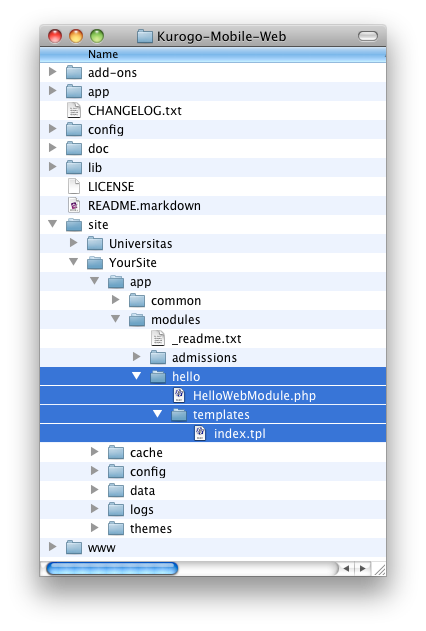 Kurogo-Mobile-Web
Name
add-ons
app
CHANGELOG.txt
config
doc
lib
LICENSE
README.markdown
site
Universitas
YourSite
app
common
modules
_readme.txt
admissions
hello
HelloWebModule.php
templates
index.tpl
cache
config
data
logs
themes
www